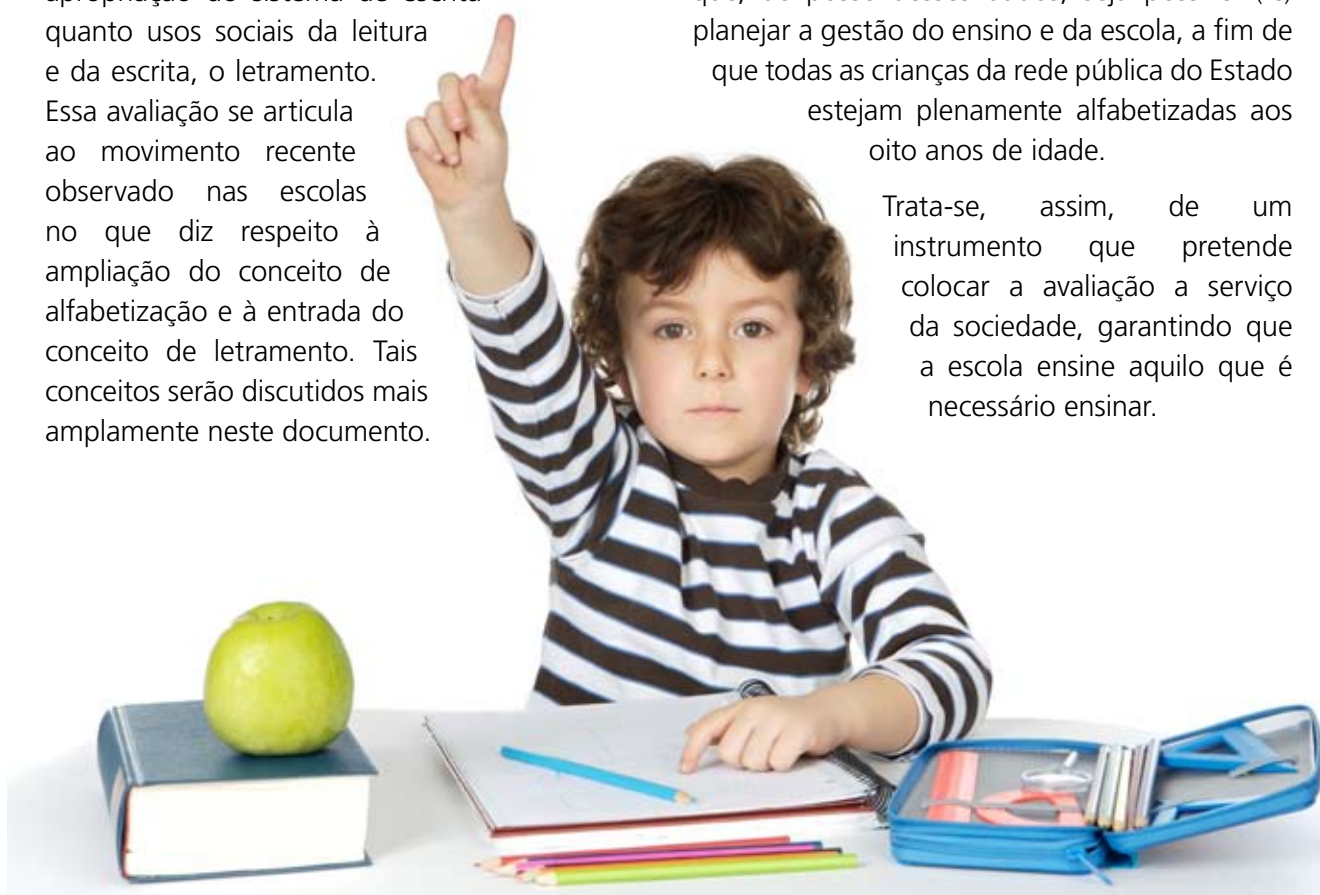 quanto usos sociais da leitura
e da escrita, o letramento.
Essa avaliação se articula
ao movimento recente
observado nas escolas
no que diz respeito à
ampliação do conceito de
alfabetização e à entrada do
conceito de letramento. Tais
conceitos serão discutidos mais
amplamente neste documento.
planejar a gestão do ensino e da escola, a fim de
que todas as crianças da rede pública do Estado
estejam plenamente alfabetizadas aos
oito anos de idade.
Trata-se, assim, de um
instrumento que pretende
colocar a avaliação a serviço
da sociedade, garantindo que
a escola ensine aquilo que é
necessário ensinar.